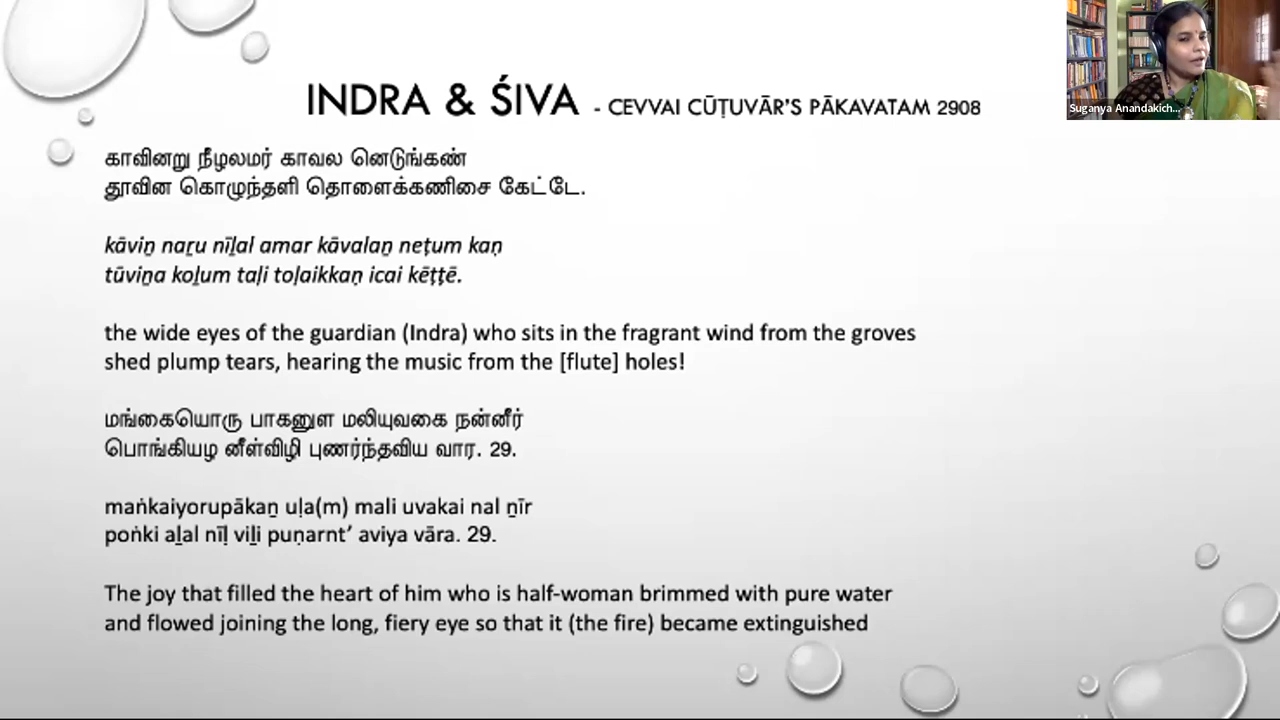 INDRA & ŚIVA - CEVVAI CŪṬUVĀR'S PĀKAVATAM 2908
Suganya Anandakich...
காவினறு நீழலமர் காவல னெடுங்கண்
தூவின கொழுந்தளி தொளைக்கணிசை கேட்டே.
kāviṉ naṟu nīḻal amar kāvalaṉ neṭum kaṇ
tūviṉa koḻum taḷi toḷaikkaṇ icai kēṭṭē.
the wide eyes of the guardian (Indra) who sits in the fragrant wind from the groves
shed plump tears, hearing the music from the [flute] holes!
மங்கையொரு பாகனுள மலியுவகை நன்னீர்
பொங்கியழ னீள்விழி புணர்ந்தவிய வார. 29.
maṅkaiyorupākaṉ uḷa(m) mali uvakai nal ṉīr
poṅki aḻal nīḷ viḻi puṇarnt' aviya vāra. 29.
The joy that filled the heart of him who is half-woman brimmed with pure water
and flowed joining the long, fiery eye so that it (the fire) became extinguished